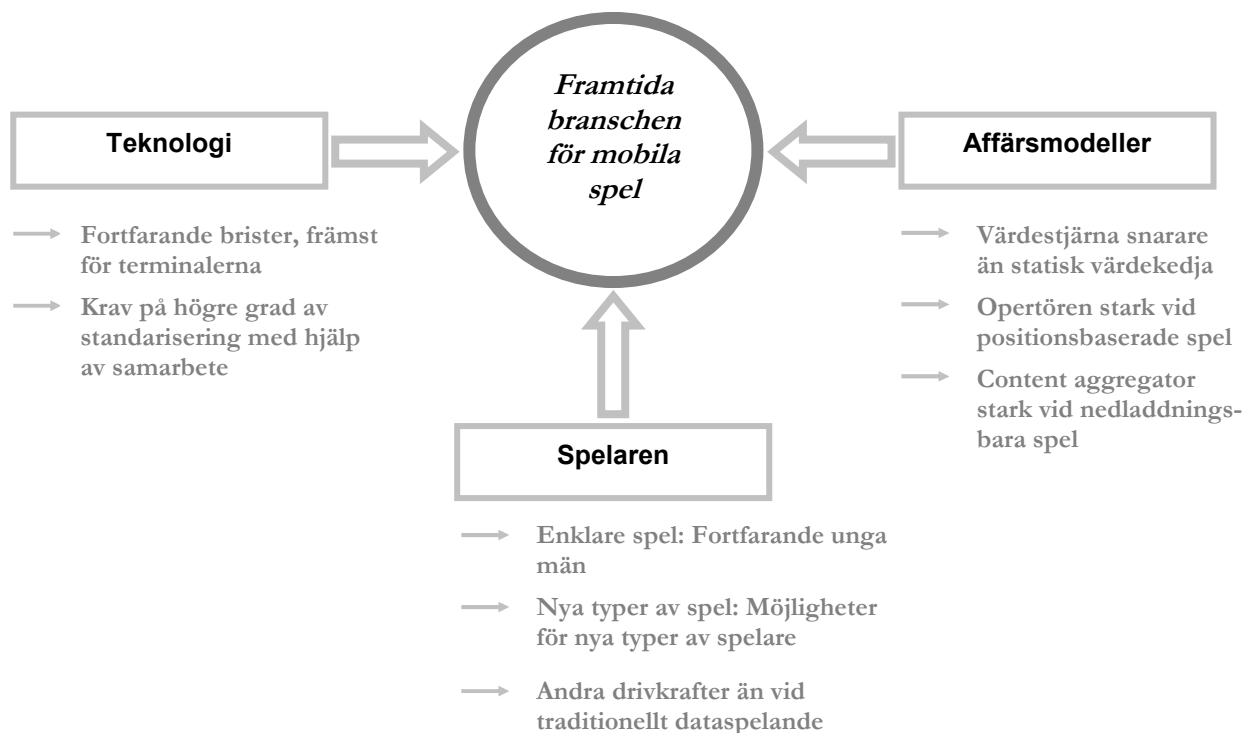 Framtida
branschen
för mobila
spel
Teknologi
Fortfarande brister, främst
för terminalerna
Krav på högre grad av
standarisering med hjälp
av samarbete
Affärsmodeller
Värdestjärna snarare
än statisk värdekedja
Opertören stark vid
positionsbaserade spel
Content aggregator
stark vid nedladdnings-
bara spel
Spelaren
Enklare spel: Fortfarande unga
män
Nya typer av spel: Möjligheter
för nya typer av spelare
Andra drivkrafter än vid
traditionellt dataspelande